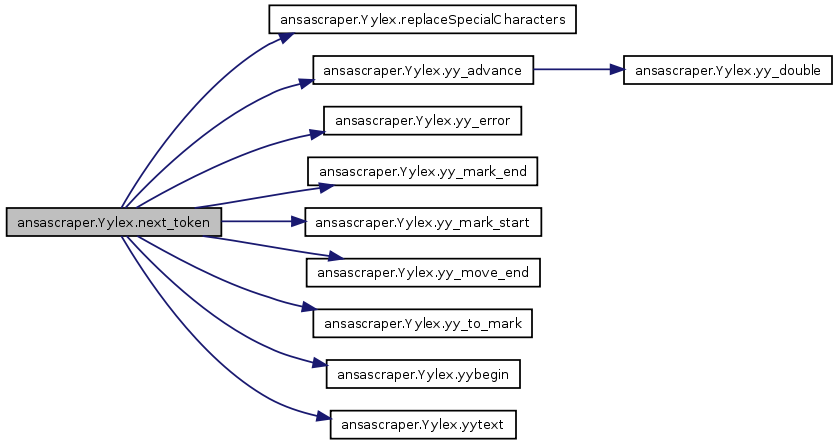 ansascraper.Yylex.replaceSpecialCharacters
ansascraper.Yylex.yy_advance
ansascraper.Yylex.yy_double
ansascraper.Yylex.yy_error
ansascraper.Yylex.yy_mark_end
ansascraper.Yylex.next_token
ansascraper.Yylex.yy_mark_start
ansascraper.Yylex.yy_move_end
ansascraper.Yylex.yy_to_mark
ansascraper.Yylex.yybegin
ansascraper.Yylex.yytext